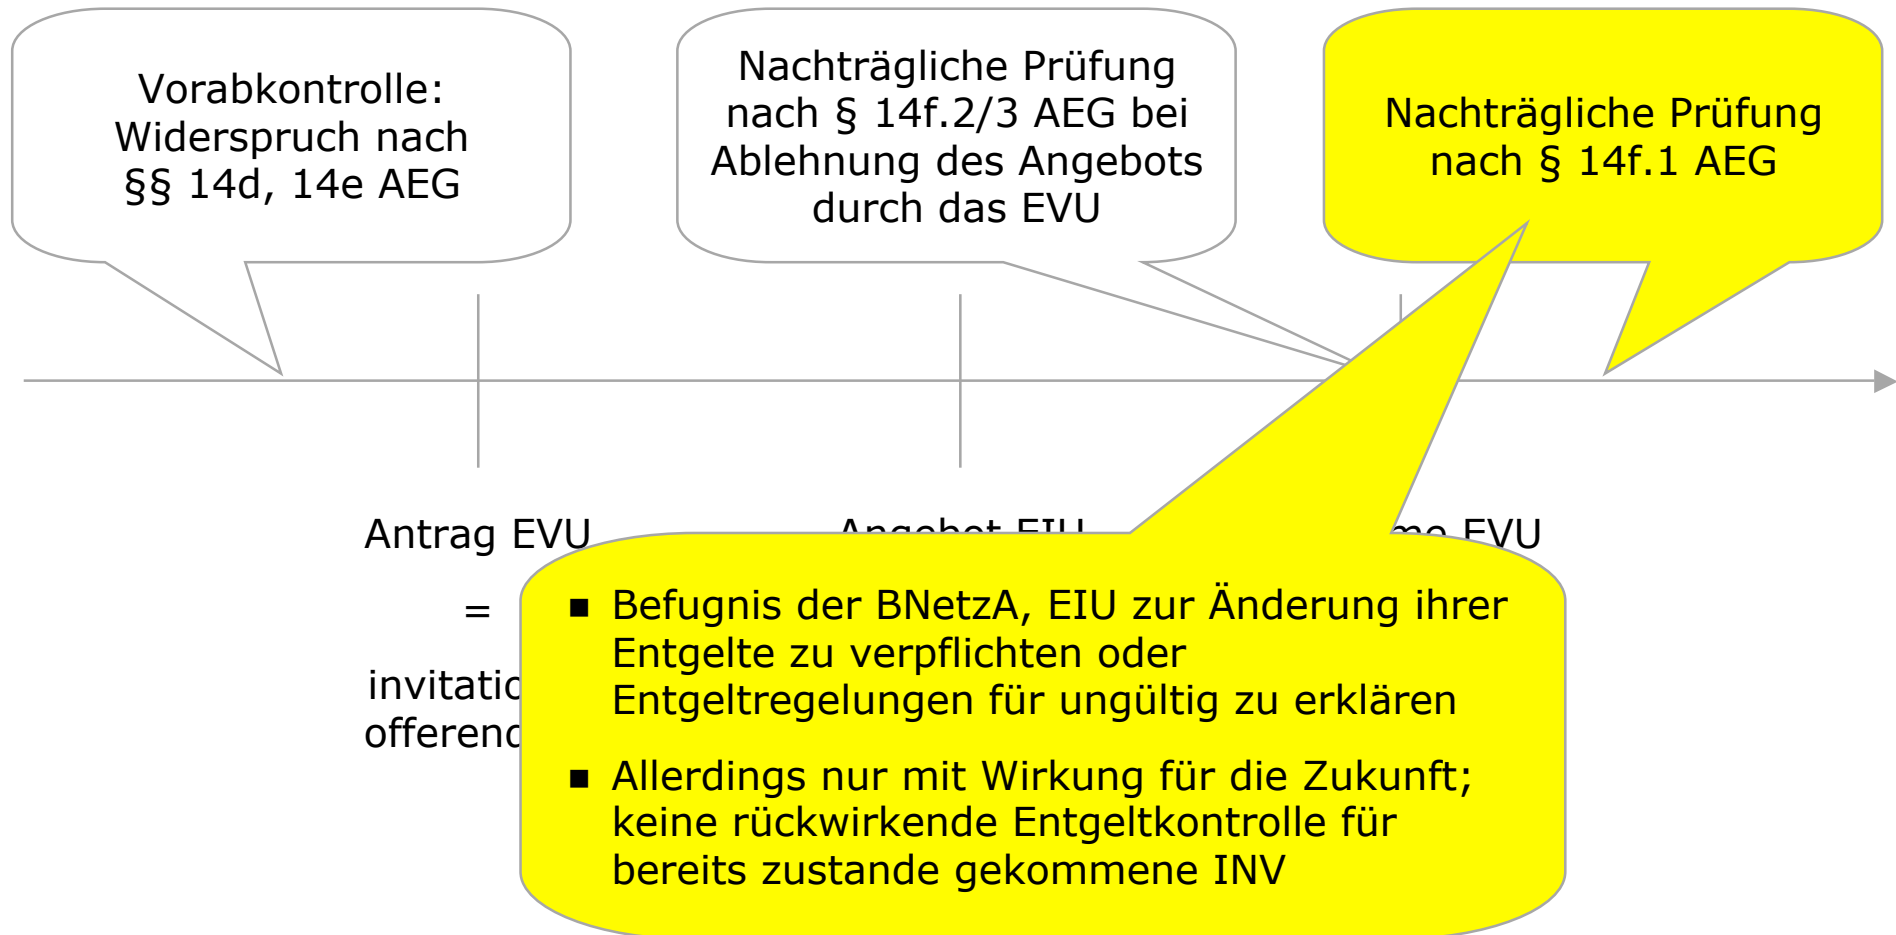 Vorabkontrolle:
Widerspruch nach
§§ 14d, 14e AEG
Nachträgliche Prüfung
nach § 14f.2/3 AEG bei
Ablehnung des Angebots
durch das EVU
Nachträgliche Prüfung
nach § 14f.1 AEG
Antrag EVU
=
Angebot EIU
EVU
■ Befugnis der BNetzA, EIU zur Änderung ihrer
Entgelte zu verpflichten oder
Entgeltregelungen für ungültig zu erklären
■ Allerdings nur mit Wirkung für die Zukunft;
keine rückwirkende Entgeltkontrolle für
bereits zustande gekommene INV